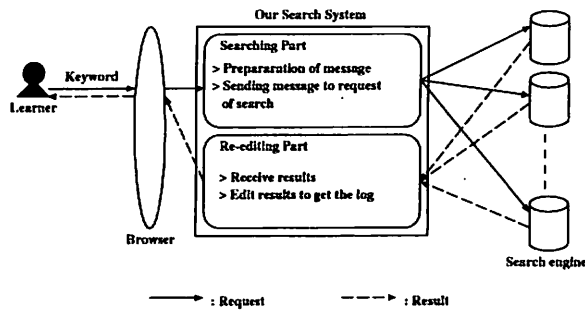 Our Search System
Searching Part
> Prepararation of message
> Sending message to request
of search
Keyword
Learner
Re-editing Part
> Receive results
> Edit results to get the log
Browser
Search engine
: Request
: Result